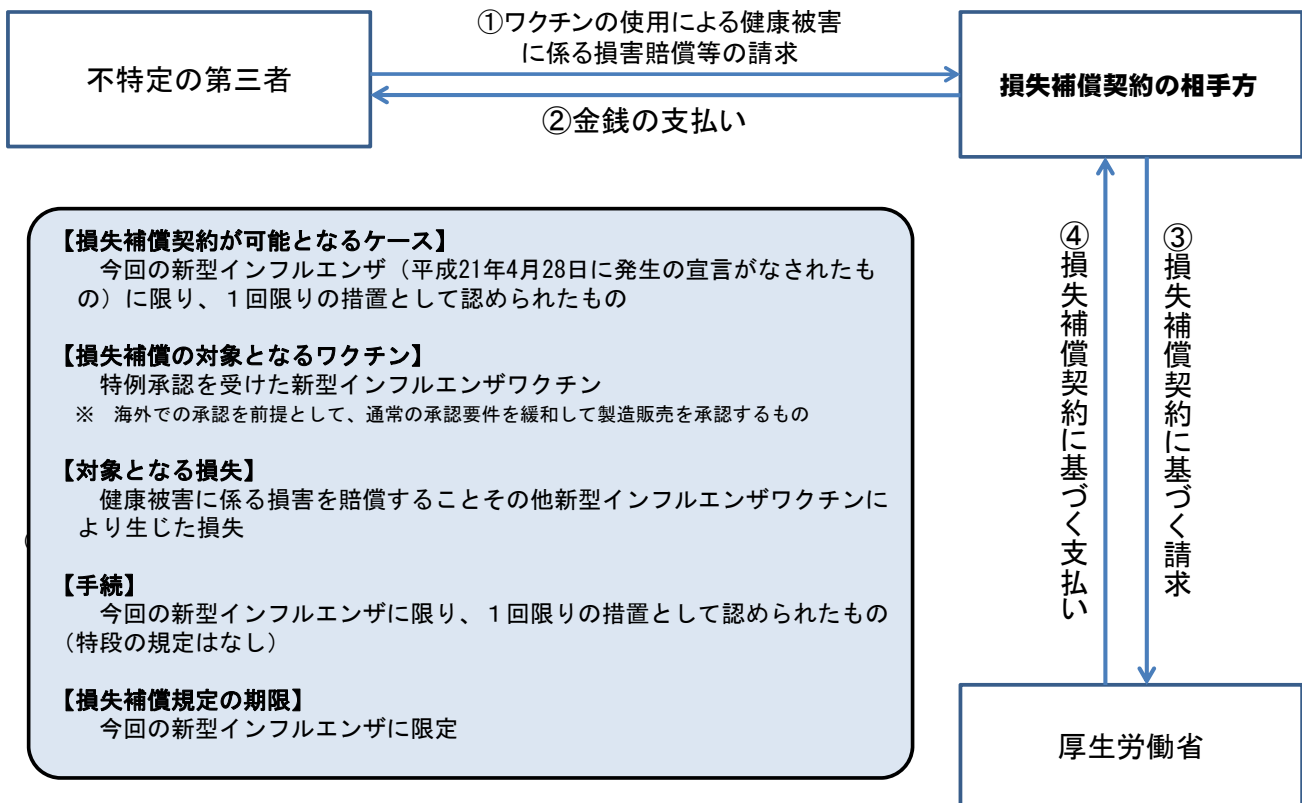 ①ワクチンの使用による健康被害
に係る損害賠償等の請求
不特定の第三者
損失補償契約の相手方
②金銭の支払い
【損失補償契約が可能となるケース】
今回の新型インフルエンザ（平成21年4月28日に発生の宣言がなされたも
の）に限り、１回限りの措置として認められたもの
【損失補償の対象となるワクチン】
特例承認を受けた新型インフルエンザワクチン
※　海外での承認を前提として、通常の承認要件を緩和して製造販売を承認するもの
【対象となる損失】
健康被害に係る損害を賠償することその他新型インフルエンザワクチンに
より生じた損失
【手続】
今回の新型インフルエンザに限り、１回限りの措置として認められたもの
（特段の規定はなし）
【損失補償規定の期限】
今回の新型インフルエンザに限定
③損失補償契約に基づく請求
④損失補償契約に基づく支払い
厚生労働省